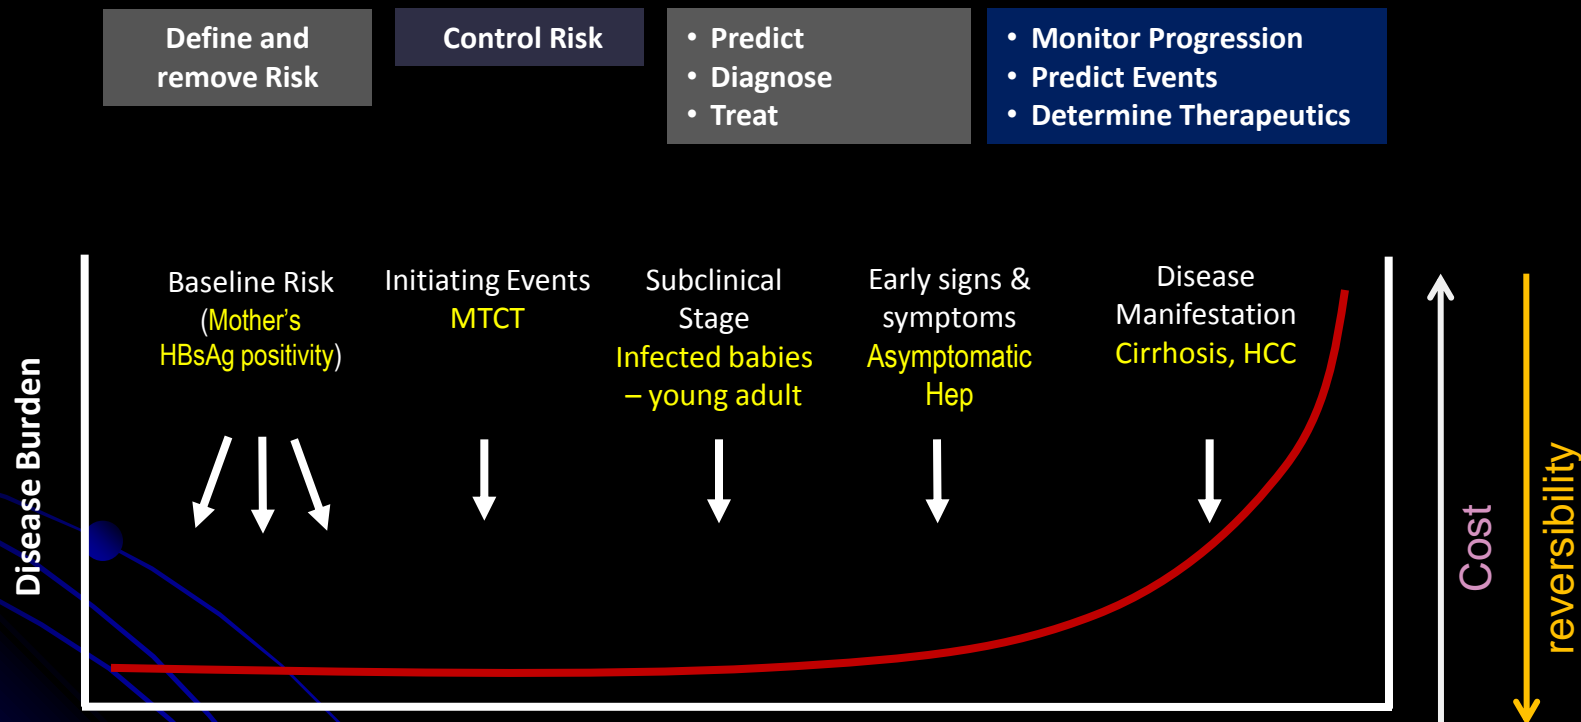 Define and
remove Risk
Control Risk
• Predict
• Diagnose
• Treat
• Monitor Progression
• Predict Events
• Determine Therapeutics
Baseline Risk
(Mother's
HBsAg positivity)
Initiating Events
MTCT
Subclinical
Stage
Infected babies
– young adult
Early signs &
symptoms
Asymptomatic
Hep
Disease
Manifestation
Cirrhosis, HCC
Disease Burden
Cost
reversibility